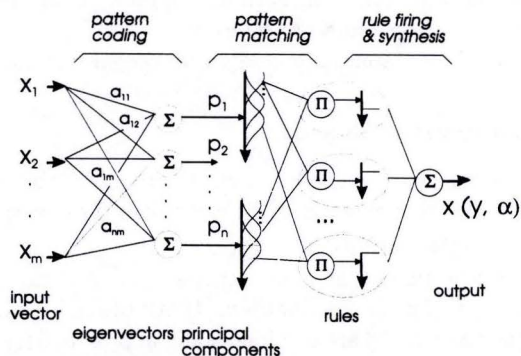 pattern coding
pattern matching
rule firing & synthesis
X1
a11
Σ
p1
Π
a12
X2
Σ
p2
Π
Σ
X (y, α)
a1m
...
anm
Xm
Σ
pn
Π
input vector
eigenvectors
principal components
rules
output